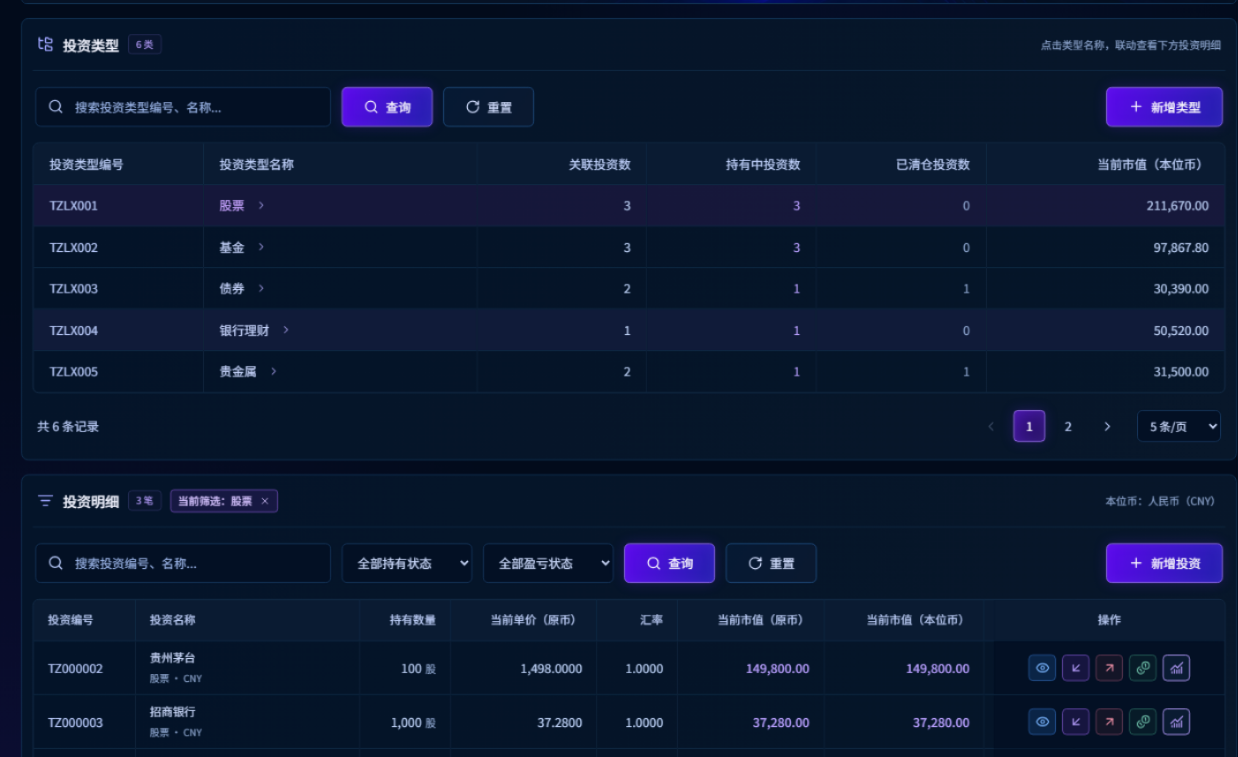 投资类型 6类 点击类型名称，联动查看下方投资明细
搜索投资类型编号、名称... 查询 重置 新增类型
投资类型编号 投资类型名称 关联投资数 持有中投资数 已清仓投资数 当前市值（本位币）
TZLX001 股票 3 3 0 211,670.00
TZLX002 基金 3 3 0 97,867.80
TZLX003 债券 2 1 1 30,390.00
TZLX004 银行理财 1 1 0 50,520.00
TZLX005 贵金属 2 1 1 31,500.00
共 6 条记录 1 2 5 条/页
投资明细 3笔 当前筛选：股票 × 本位币：人民币（CNY）
搜索投资编号、名称... 全部持有状态 全部盈亏状态 查询 重置 新增投资
投资编号 投资名称 持有数量 当前单价（原币） 汇率 当前市值（原币） 当前市值（本位币） 操作
TZ000002 贵州茅台 100 股 1,498.0000 1.0000 149,800.00 149,800.00
股票 · CNY
TZ000003 招商银行 1,000 股 37.2800 1.0000 37,280.00 37,280.00
股票 · CNY